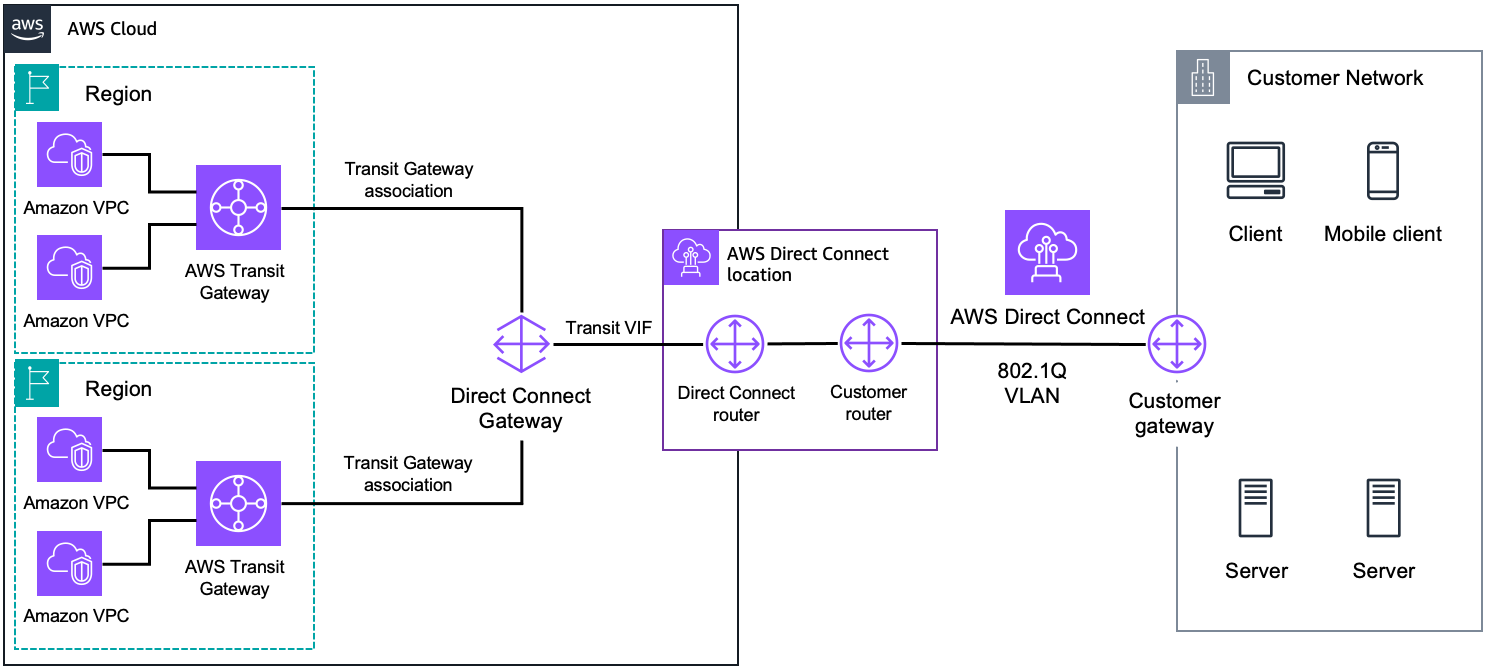 aws
AWS Cloud
Region
Amazon VPC
Amazon VPC
AWS Transit
Gateway
Transit Gateway
association
Region
Amazon VPC
Amazon VPC
AWS Transit
Gateway
Transit Gateway
association
Direct Connect
Gateway
Transit VIF
AWS Direct Connect
location
Direct Connect
router
Customer
router
AWS Direct Connect
802.1Q
VLAN
Customer
gateway
Customer Network
Client
Mobile client
Server
Server